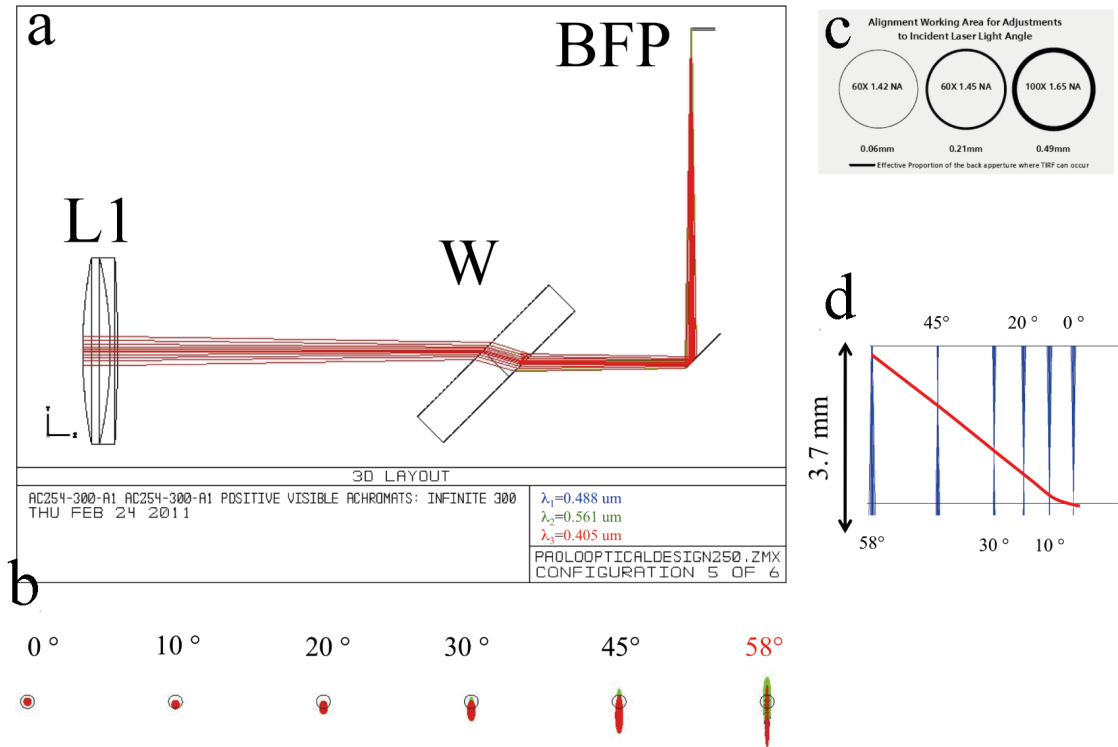 a
BFP
L1
W
Y
Z
3D LAYOUT
AC254-300-A1 AC254-300-A1 POSITIVE VISIBLE ACHROMATS: INFINITE 300
THU FEB 24 2011
λ₁=0.488 um
λ₂=0.561 um
λ₃=0.405 um
PAOLOOPTICALDESIGN250.ZMX
CONFIGURATION 5 OF 6
b
0 ° 10 ° 20 ° 30 ° 45° 58°
c
Alignment Working Area for Adjustments
to Incident Laser Light Angle
60X 1.42 NA 60X 1.45 NA 100X 1.65 NA
0.06mm 0.21mm 0.49mm
Effective Proportion of the back apperture where TIRF can occur
d
45° 20 ° 0 °
3.7 mm
58° 30 ° 10 °